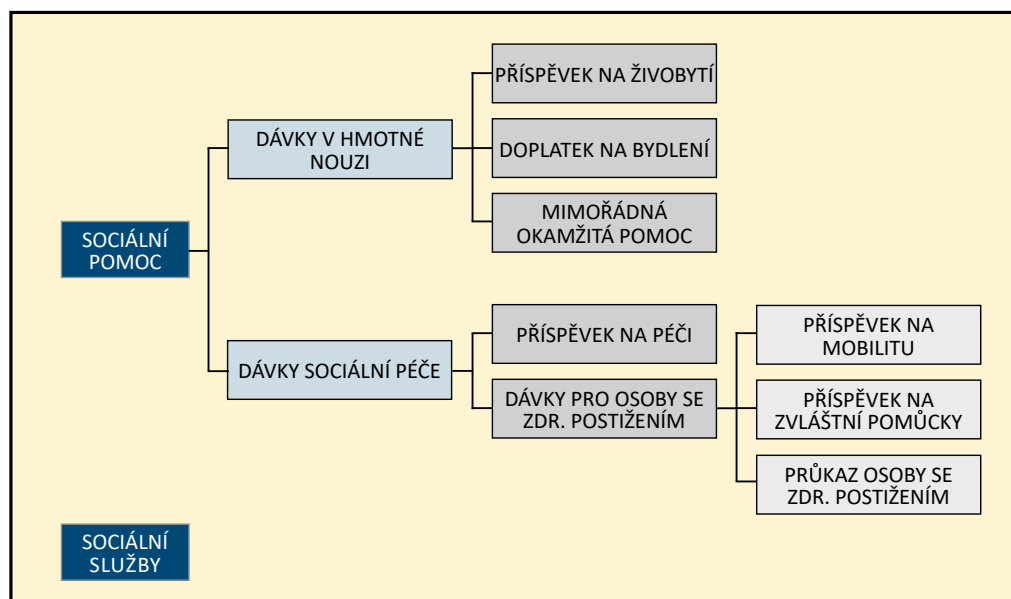 SOCIÁLNÍ
POMOC
DÁVKY V HMOTNÉ
NOUZI
PŘÍSPĚVEK NA ŽIVOBYTÍ
DOPLATEK NA BYDLENÍ
MIMOŘÁDNÁ
OKAMŽITÁ POMOC
DÁVKY SOCIÁLNÍ PÉČE
PŘÍSPĚVEK NA PÉČI
DÁVKY PRO OSOBY SE
ZDR. POSTIŽENÍM
PŘÍSPĚVEK NA
MOBILITU
PŘÍSPĚVEK NA
ZVLÁŠTNÍ POMŮCKY
PRŮKAZ OSOBY SE
ZDR. POSTIŽENÍM
SOCIÁLNÍ
SLUŽBY